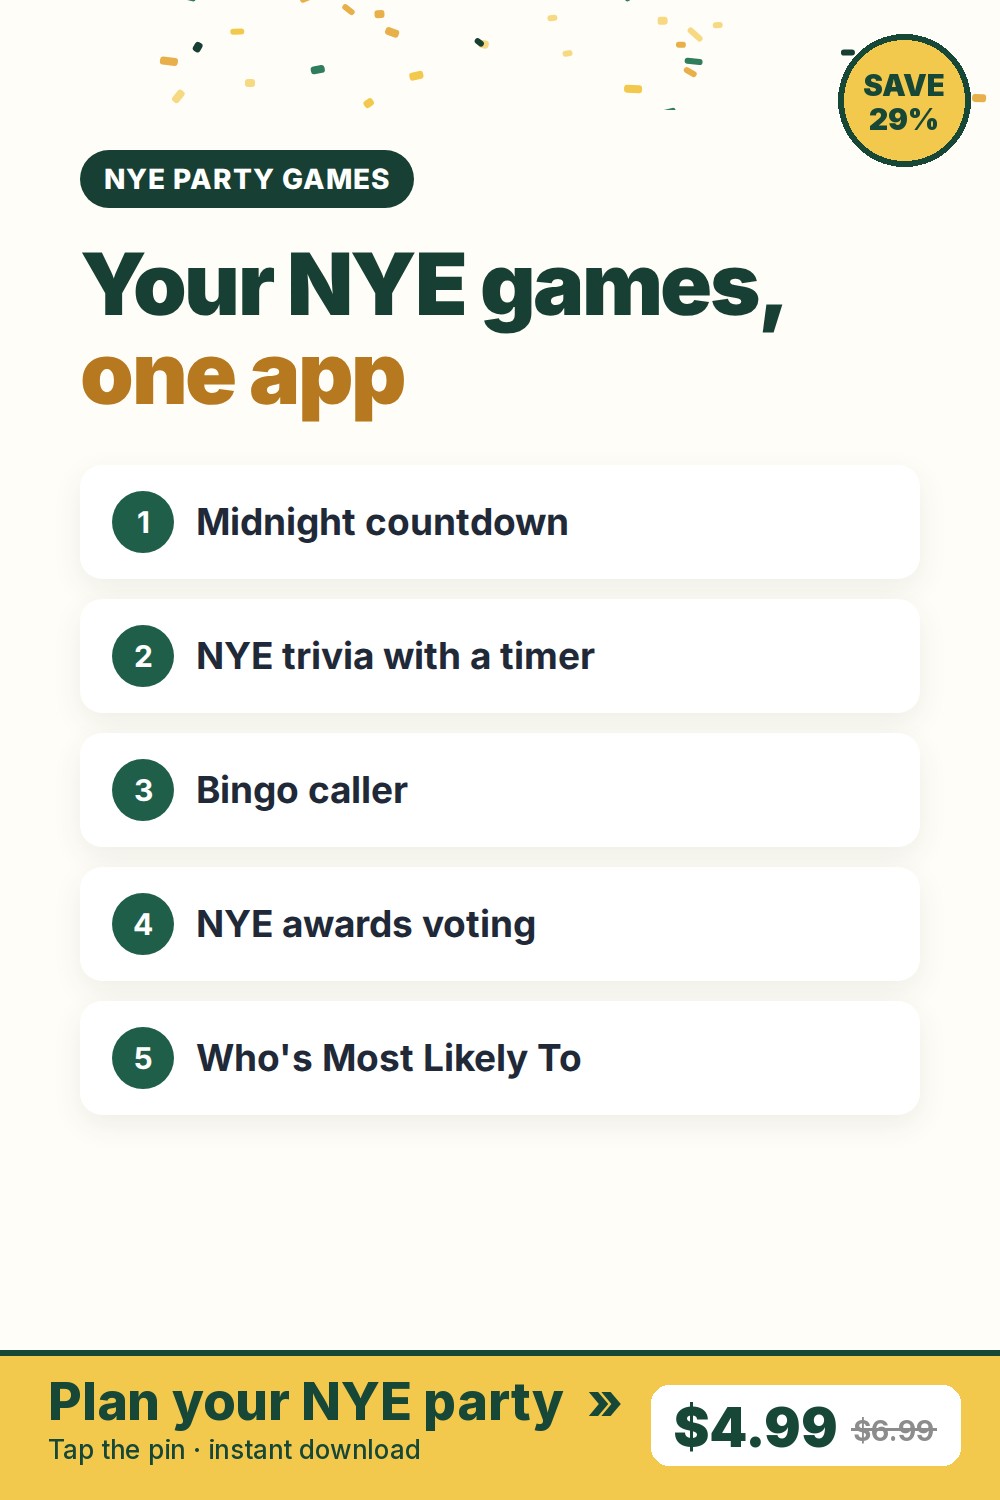 SAVE
29%
NYE PARTY GAMES
Your NYE games,
one app
1 Midnight countdown
2 NYE trivia with a timer
3 Bingo caller
4 NYE awards voting
5 Who's Most Likely To
Plan your NYE party »
Tap the pin · instant download
$4.99 $6.99